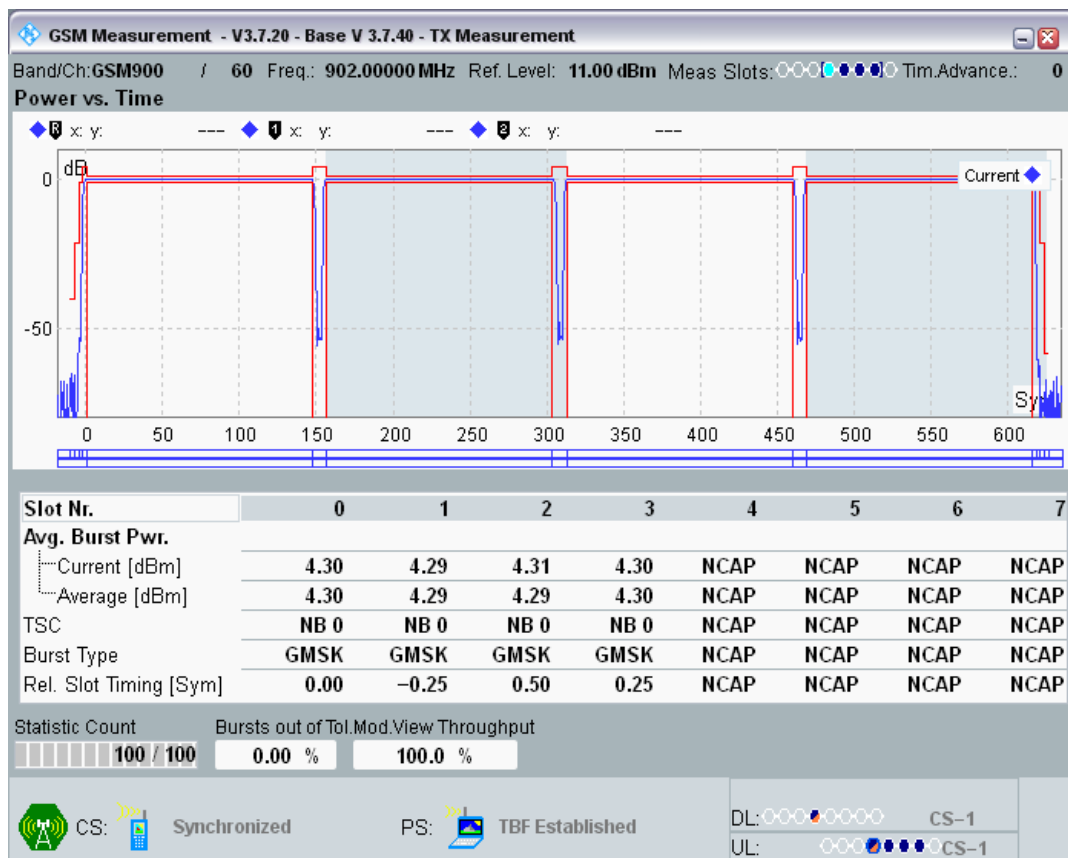 GSM Measurement - V3.7.20 - Base V 3.7.40 - TX Measurement
Band/Ch:GSM900 / 60 Freq.: 902.00000 MHz Ref. Level: 11.00 dBm Meas Slots: Tim.Advance.: 0
Power vs. Time
R x: y: --- 1 x: y: --- 2 x: y: ---
dB
Current
0
-50
Sy
0 50 100 150 200 250 300 350 400 450 500 550 600
Slot Nr. 0 1 2 3 4 5 6 7
Avg. Burst Pwr.
Current [dBm] 4.30 4.29 4.31 4.30 NCAP NCAP NCAP NCAP
Average [dBm] 4.30 4.29 4.29 4.30 NCAP NCAP NCAP NCAP
TSC NB 0 NB 0 NB 0 NB 0 NCAP NCAP NCAP NCAP
Burst Type GMSK GMSK GMSK GMSK NCAP NCAP NCAP NCAP
Rel. Slot Timing [Sym] 0.00 −0.25 0.50 0.25 NCAP NCAP NCAP NCAP
Statistic Count Bursts out of Tol. Mod.View Throughput
100 / 100 0.00 % 100.0 %
CS: Synchronized PS: TBF Established
DL: CS−1
UL: CS−1